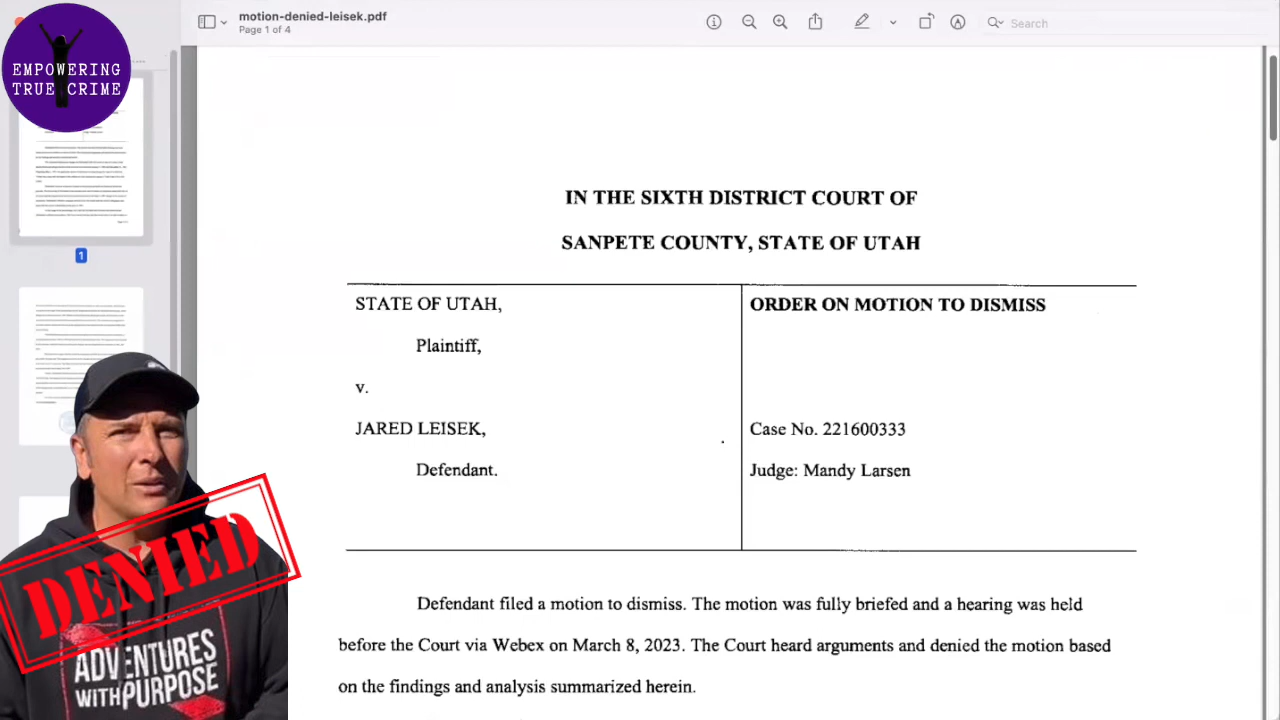 motion-denied-leisek.pdf
Page 1 of 4
Search
EMPOWERING
TRUE CRIME
1
IN THE SIXTH DISTRICT COURT OF
SANPETE COUNTY, STATE OF UTAH
STATE OF UTAH,
Plaintiff,
v.
JARED LEISEK,
Defendant.
ORDER ON MOTION TO DISMISS
Case No. 221600333
Judge: Mandy Larsen
Defendant filed a motion to dismiss. The motion was fully briefed and a hearing was held
before the Court via Webex on March 8, 2023. The Court heard arguments and denied the motion based
on the findings and analysis summarized herein.
DENIED
ADVENTURES
WITH PURPOSE